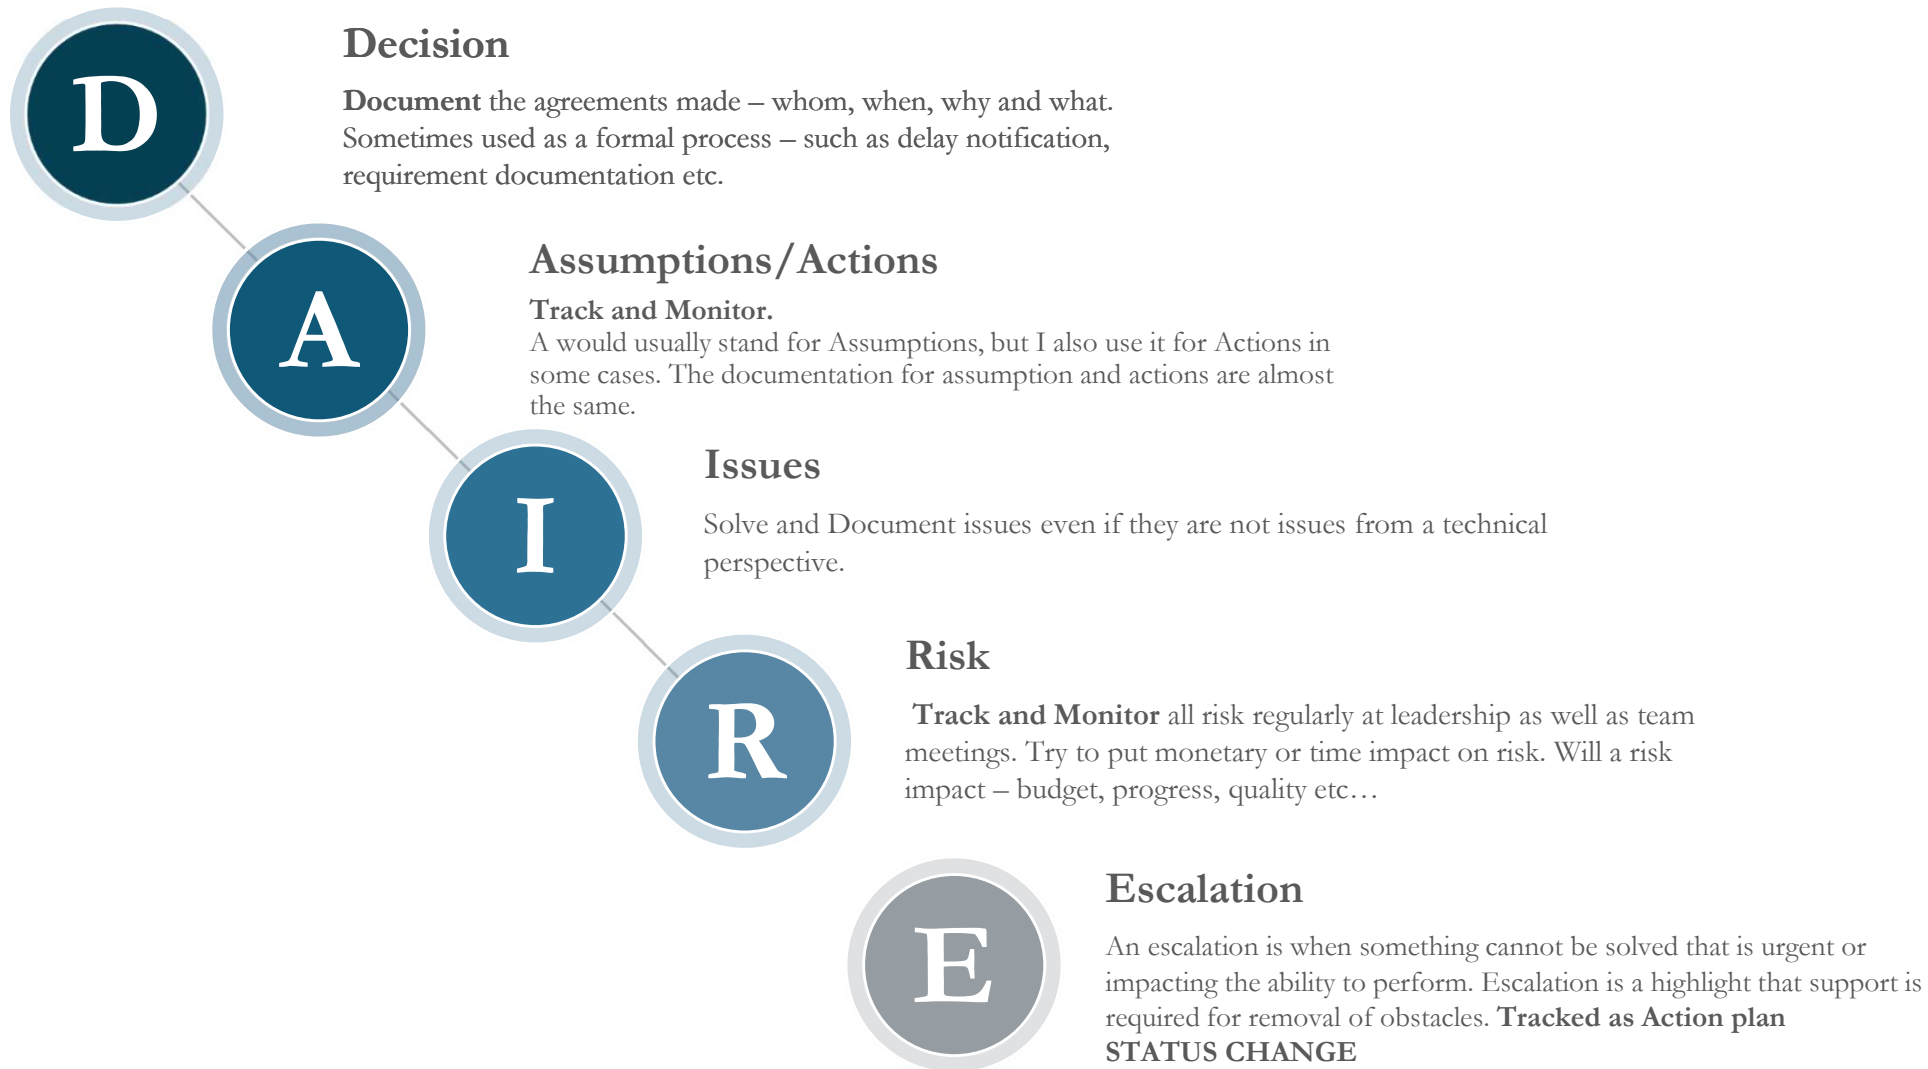 D
Decision
Document the agreements made – whom, when, why and what.
Sometimes used as a formal process – such as delay notification,
requirement documentation etc.
A
Assumptions/Actions
Track and Monitor.
A would usually stand for Assumptions, but I also use it for Actions in
some cases. The documentation for assumption and actions are almost
the same.
I
Issues
Solve and Document issues even if they are not issues from a technical
perspective.
R
Risk
Track and Monitor all risk regularly at leadership as well as team
meetings. Try to put monetary or time impact on risk. Will a risk
impact – budget, progress, quality etc…
E
Escalation
An escalation is when something cannot be solved that is urgent or
impacting the ability to perform. Escalation is a highlight that support is
required for removal of obstacles. Tracked as Action plan
STATUS CHANGE